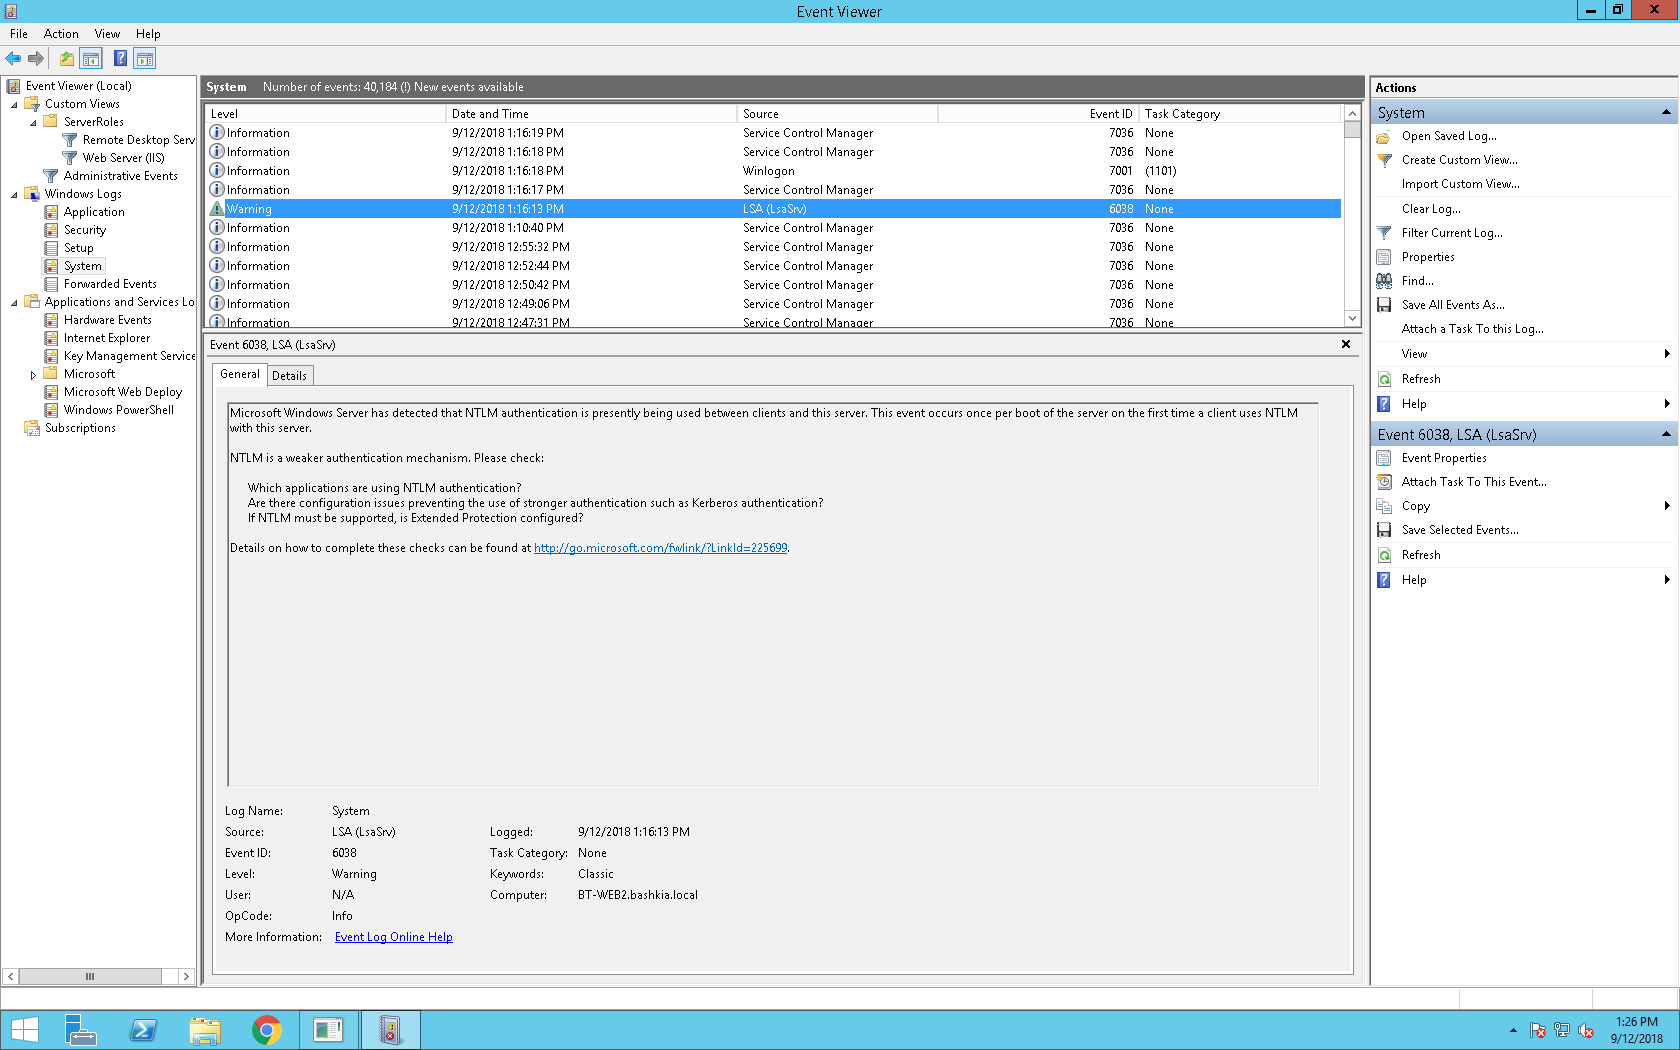 Event Viewer
File Action View Help
Event Viewer (Local)
Custom Views
ServerRoles
Remote Desktop Serv
Web Server (IIS)
Administrative Events
Windows Logs
Application
Security
Setup
System
Forwarded Events
Applications and Services Lo
Hardware Events
Internet Explorer
Key Management Service
Microsoft
Microsoft Web Deploy
Windows PowerShell
Subscriptions
System Number of events: 40,184 (!) New events available
Level Date and Time Source Event ID Task Category
Information 9/12/2018 1:16:19 PM Service Control Manager 7036 None
Information 9/12/2018 1:16:18 PM Service Control Manager 7036 None
Information 9/12/2018 1:16:18 PM Winlogon 7001 (1101)
Information 9/12/2018 1:16:17 PM Service Control Manager 7036 None
Warning 9/12/2018 1:16:13 PM LSA (LsaSrv) 6038 None
Information 9/12/2018 1:10:40 PM Service Control Manager 7036 None
Information 9/12/2018 12:55:32 PM Service Control Manager 7036 None
Information 9/12/2018 12:52:44 PM Service Control Manager 7036 None
Information 9/12/2018 12:50:42 PM Service Control Manager 7036 None
Information 9/12/2018 12:49:06 PM Service Control Manager 7036 None
Information 9/12/2018 12:47:31 PM Service Control Manager 7036 None
Event 6038, LSA (LsaSrv)
General Details
Microsoft Windows Server has detected that NTLM authentication is presently being used between clients and this server. This event occurs once per boot of the server on the first time a client uses NTLM
with this server.
NTLM is a weaker authentication mechanism. Please check:
Which applications are using NTLM authentication?
Are there configuration issues preventing the use of stronger authentication such as Kerberos authentication?
If NTLM must be supported, is Extended Protection configured?
Details on how to complete these checks can be found at http://go.microsoft.com/fwlink/?LinkId=225699.
Log Name: System
Source: LSA (LsaSrv) Logged: 9/12/2018 1:16:13 PM
Event ID: 6038 Task Category: None
Level: Warning Keywords: Classic
User: N/A Computer: BT-WEB2.bashkia.local
OpCode: Info
More Information: Event Log Online Help
Actions
System
Open Saved Log...
Create Custom View...
Import Custom View...
Clear Log...
Filter Current Log...
Properties
Find...
Save All Events As...
Attach a Task To this Log...
View
Refresh
Help
Event 6038, LSA (LsaSrv)
Event Properties
Attach Task To This Event...
Copy
Save Selected Events...
Refresh
Help
1:26 PM
9/12/2018